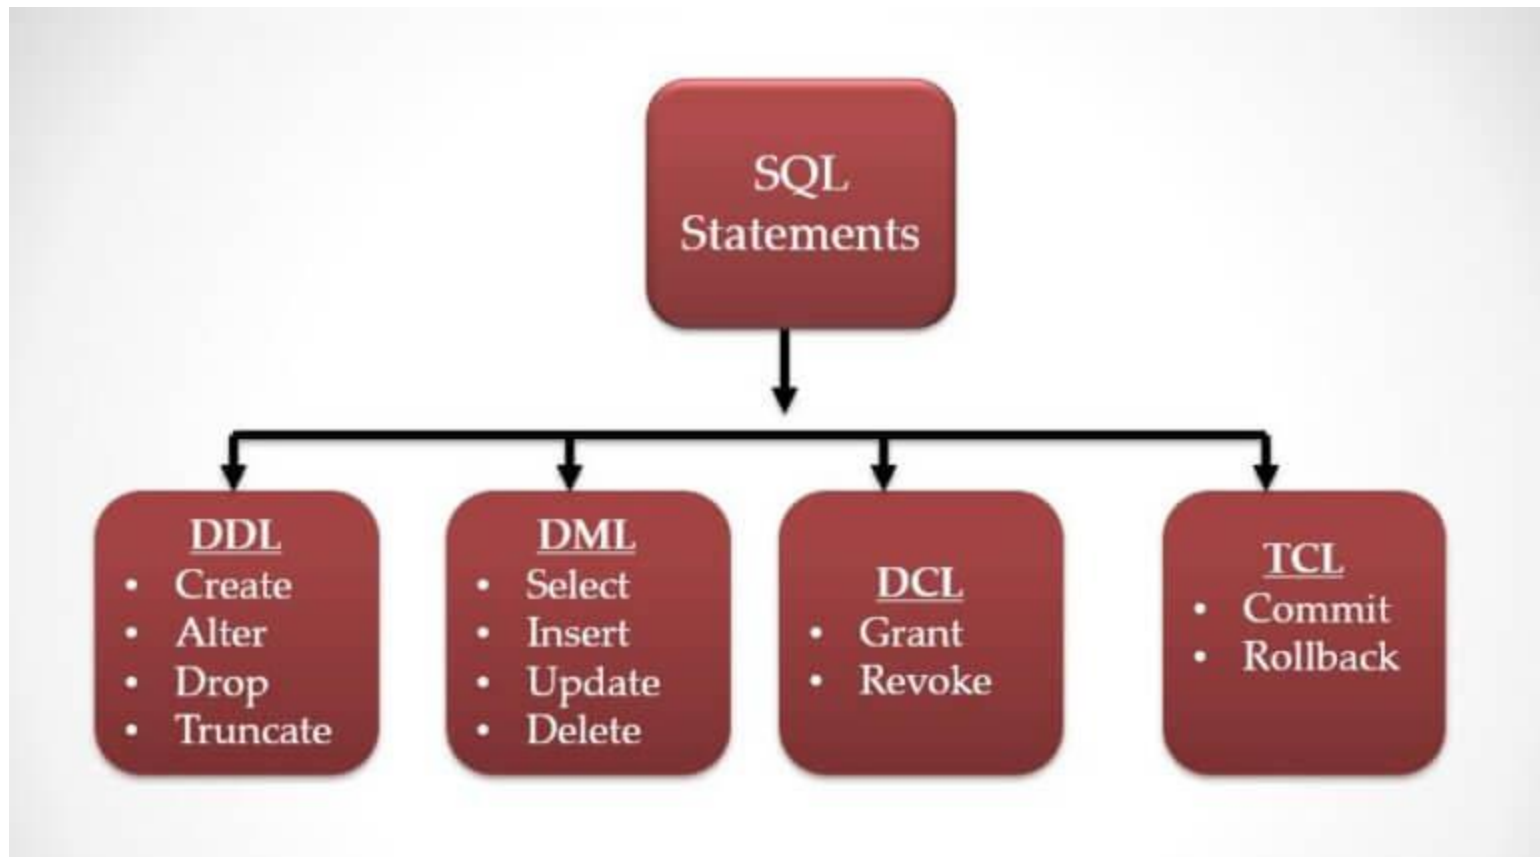 SQL
Statements
DDL
• Create
• Alter
• Drop
• Truncate
DML
• Select
• Insert
• Update
• Delete
DCL
• Grant
• Revoke
TCL
• Commit
• Rollback